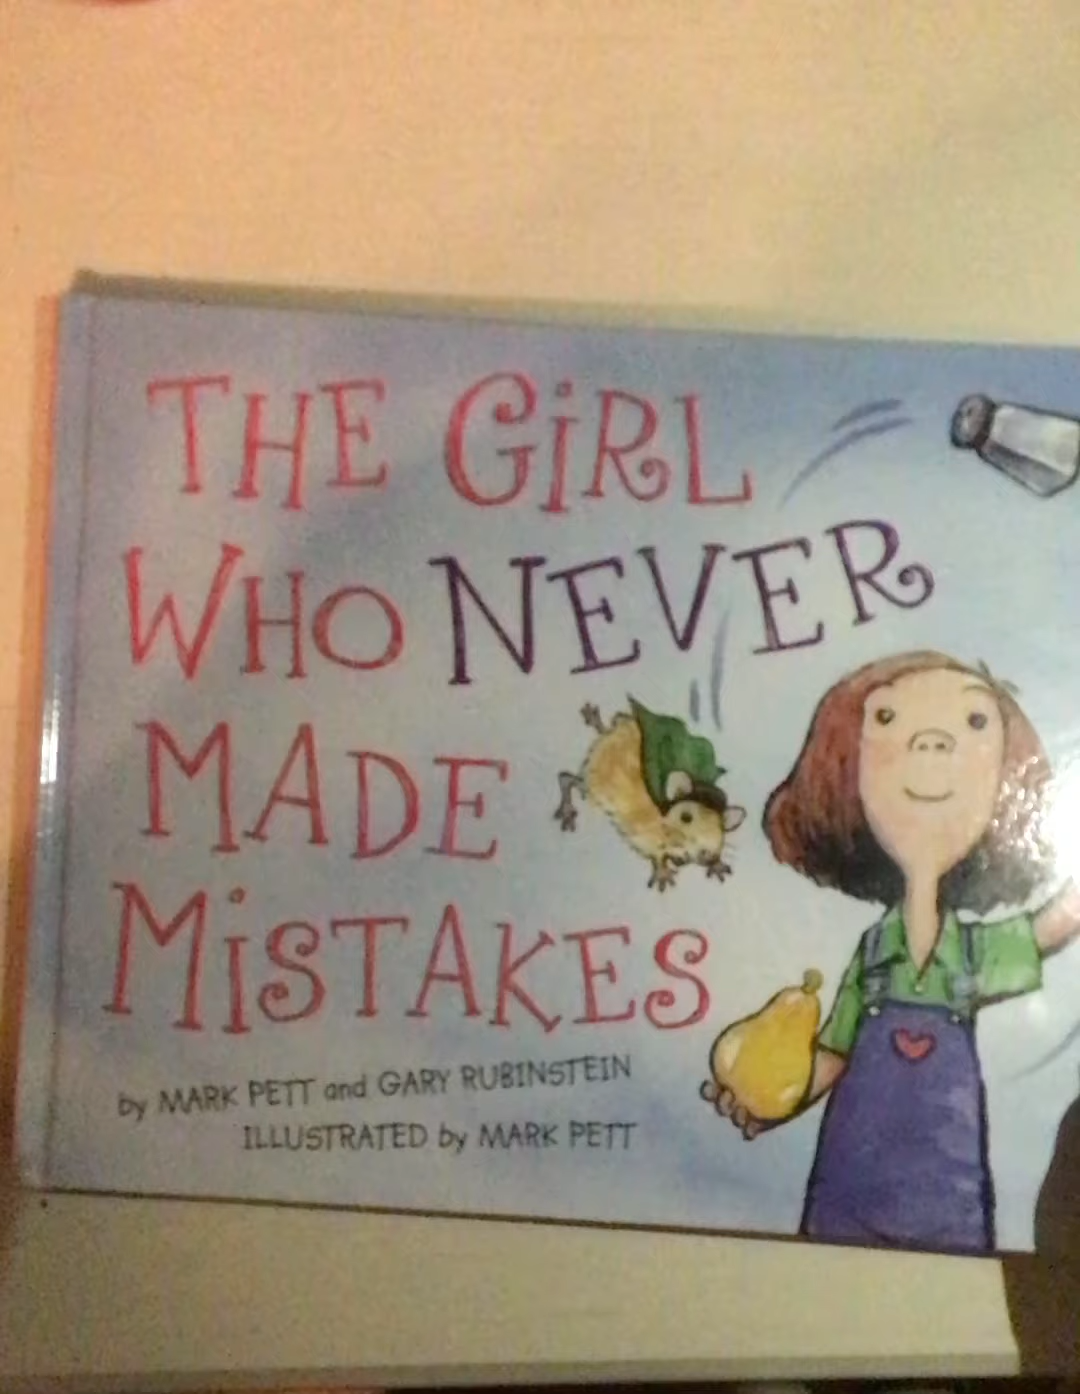 THE GiRL
WHO NEVER
MADE
MiSTAKES
by MARK PETT and GARY RUBINSTEIN
ILLUSTRATED by MARK PETT